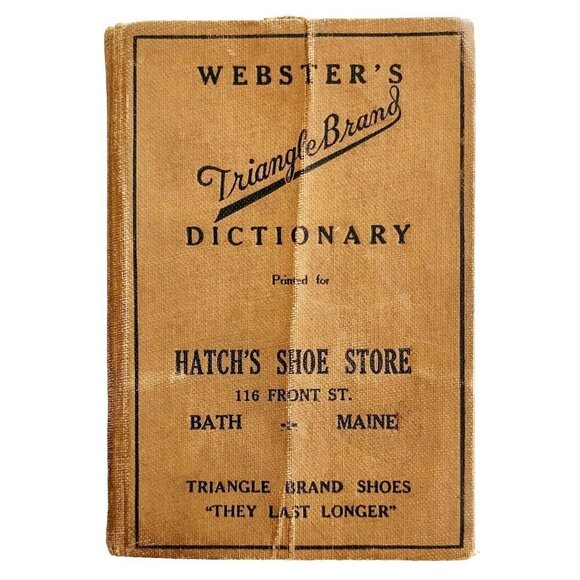 WEBSTER'S
Triangle Brand
DICTIONARY
Printed for
HATCH'S SHOE STORE
116 FRONT ST.
BATH MAINE
TRIANGLE BRAND SHOES
"THEY LAST LONGER"